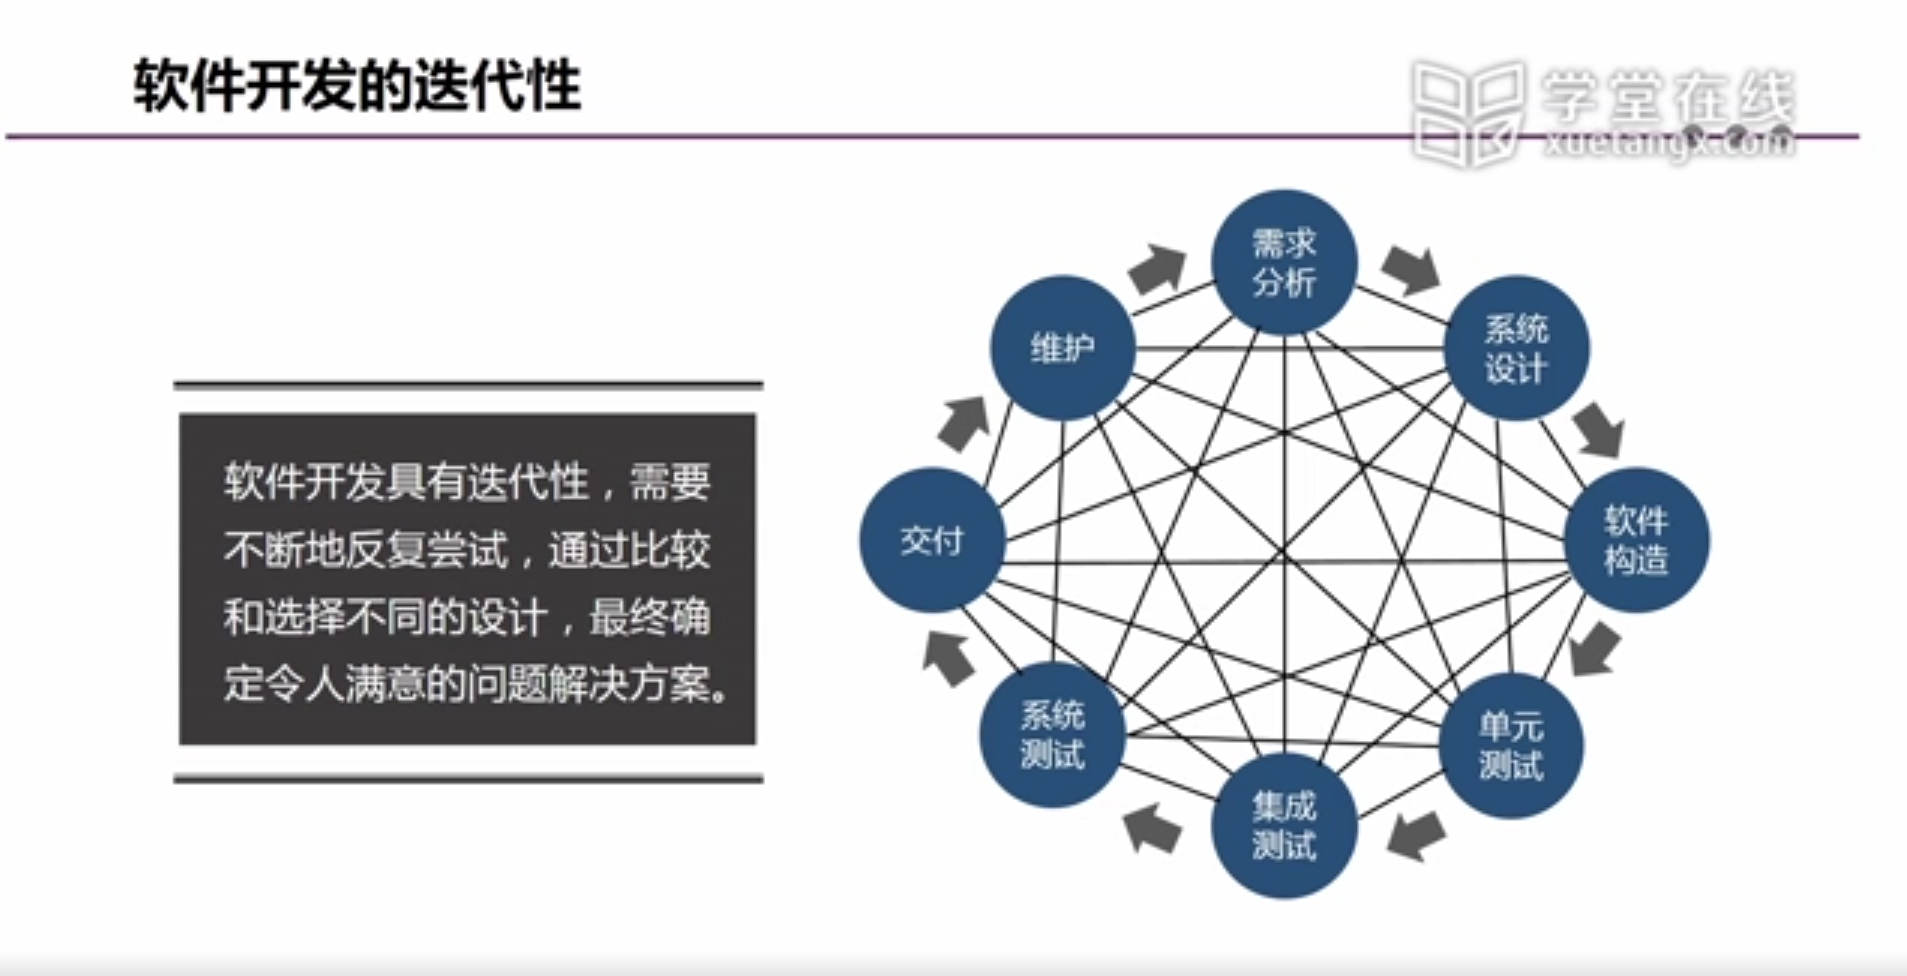 软件开发的迭代性
学堂在线
xuetangx.com
软件开发具有迭代性，需要
不断地反复尝试，通过比较
和选择不同的设计，最终确
定令人满意的问题解决方案。
需求
分析
系统
设计
软件
构造
单元
测试
集成
测试
系统
测试
交付
维护